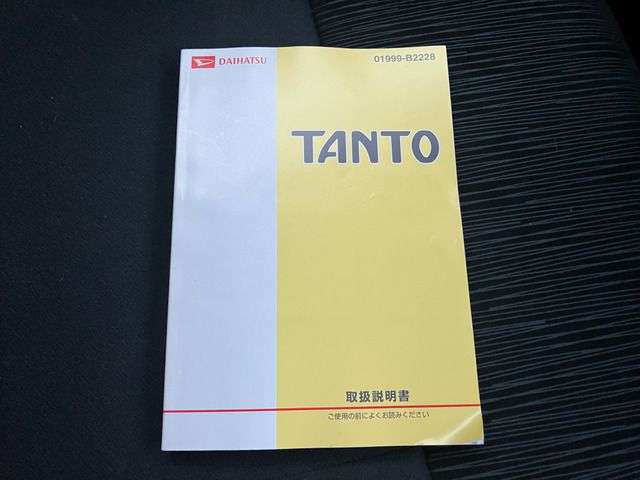 DAIHATSU
01999-B2228
TANTO
取扱説明書
ご使用の前によくお読みください